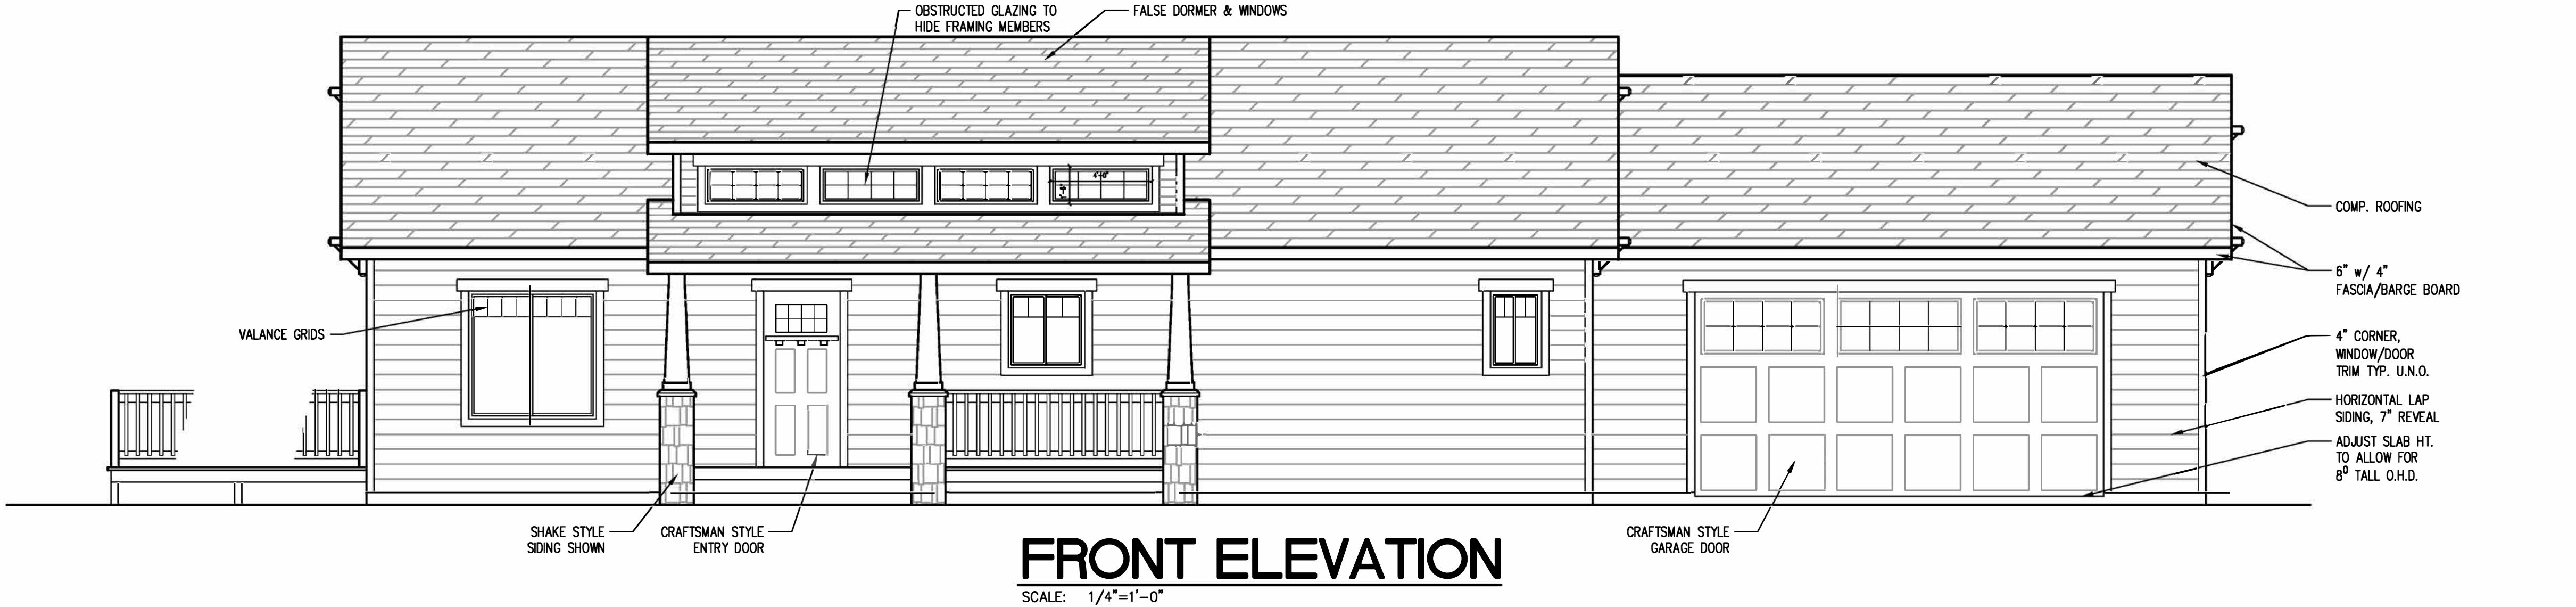 OBSTRUCTED GLAZING TO
HIDE FRAMING MEMBERS
FALSE DORMER & WINDOWS
4'-0"
COMP. ROOFING
6" w/ 4"
FASCIA/BARGE BOARD
VALANCE GRIDS
4" CORNER,
WINDOW/DOOR
TRIM TYP. U.N.O.
HORIZONTAL LAP
SIDING, 7" REVEAL
ADJUST SLAB HT.
TO ALLOW FOR
8⁰ TALL O.H.D.
SHAKE STYLE
SIDING SHOWN
CRAFTSMAN STYLE
ENTRY DOOR
CRAFTSMAN STYLE
GARAGE DOOR
FRONT ELEVATION
SCALE: 1/4"=1'-0"